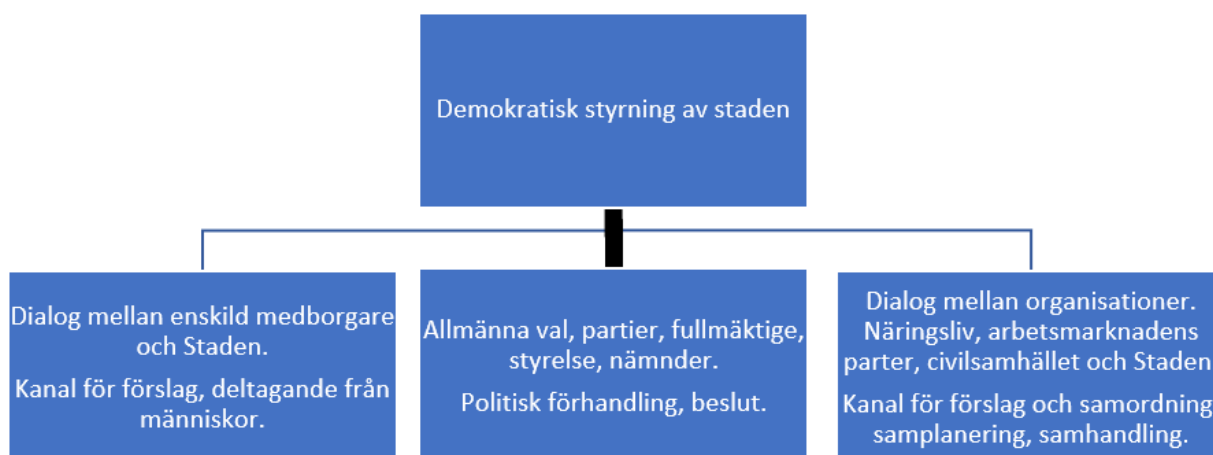 Demokratisk styrning av staden
Dialog mellan enskild medborgare
och Staden.
Kanal för förslag, deltagande från
människor.
Allmänna val, partier, fullmäktige,
styrelse, nämnder.
Politisk förhandling, beslut.
Dialog mellan organisationer.
Näringsliv, arbetsmarknadens
parter, civilsamhället och Staden
Kanal för förslag och samordning,
samplanering, samhandling.